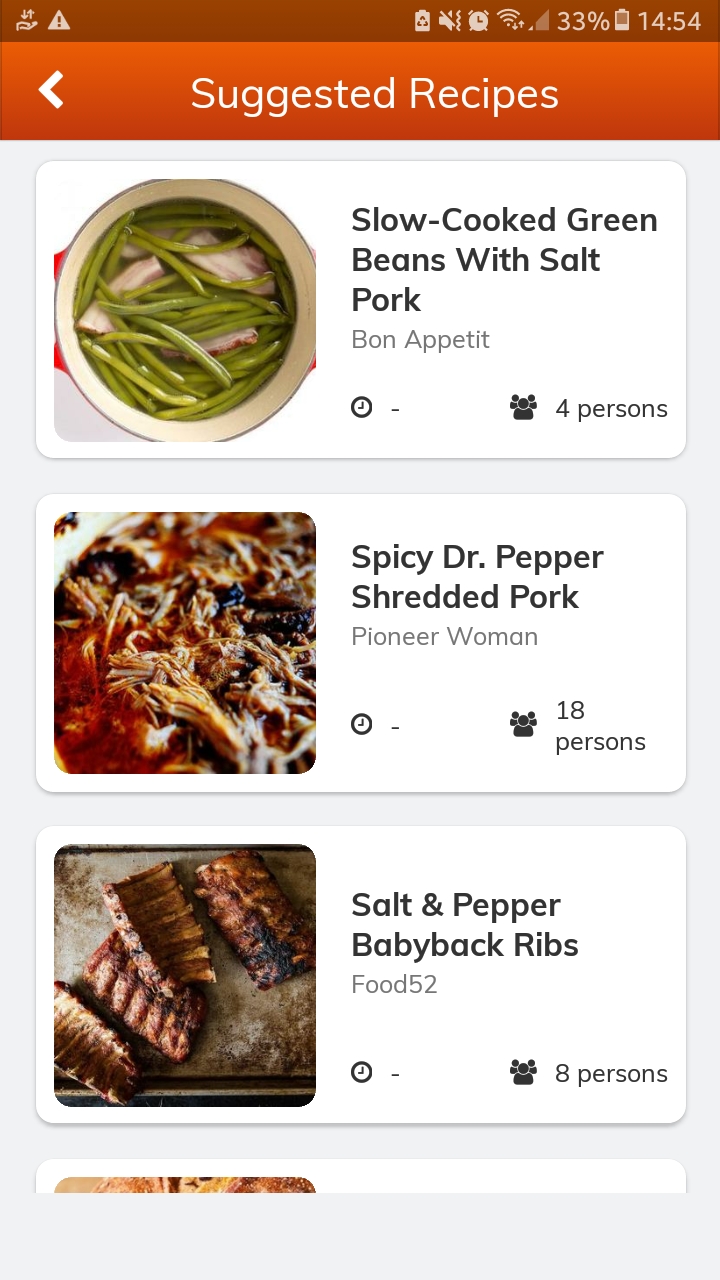 33% 14:54
Suggested Recipes
Slow-Cooked Green
Beans With Salt
Pork
Bon Appetit
- 4 persons
Spicy Dr. Pepper
Shredded Pork
Pioneer Woman
- 18
persons
Salt & Pepper
Babyback Ribs
Food52
- 8 persons